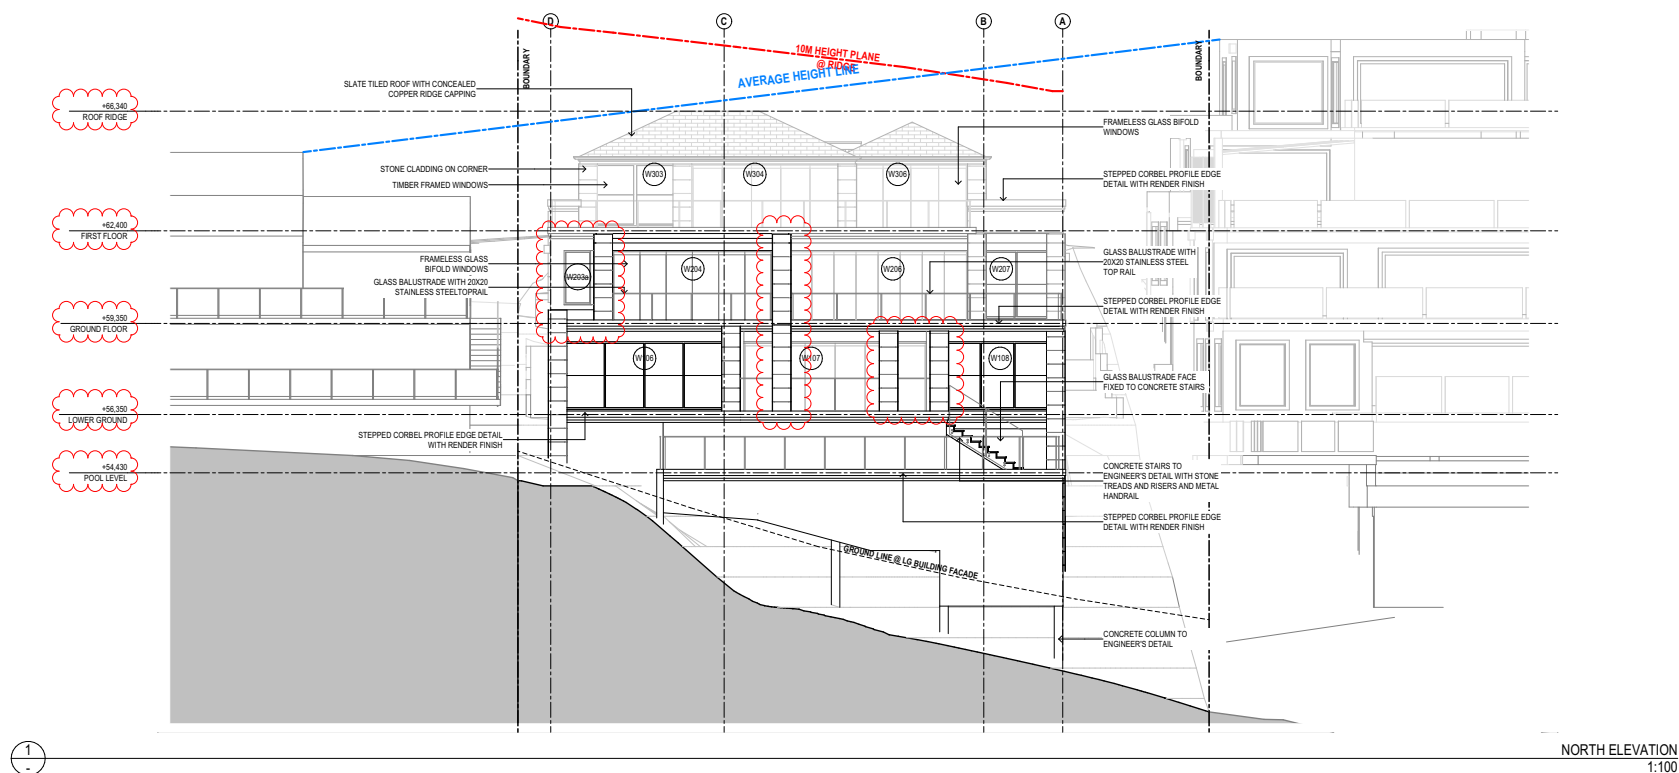 D
C
B
A
10M HEIGHT PLANE
@ RIDGE
AVERAGE HEIGHT LINE
BOUNDARY
BOUNDARY
SLATE TILED ROOF WITH CONCEALED
COPPER RIDGE CAPPING
+66,340
ROOF RIDGE
FRAMELESS GLASS BIFOLD
WINDOWS
STONE CLADDING ON CORNER
TIMBER FRAMED WINDOWS
W303
W304
W306
STEPPED CORBEL PROFILE EDGE
DETAIL WITH RENDER FINISH
+62,400
FIRST FLOOR
FRAMELESS GLASS
BIFOLD WINDOWS
GLASS BALUSTRADE WITH 20X20
STAINLESS STEELTOPRAIL
W203a
W204
W206
W207
GLASS BALUSTRADE WITH
20X20 STAINLESS STEEL
TOP RAIL
STEPPED CORBEL PROFILE EDGE
DETAIL WITH RENDER FINISH
+59,350
GROUND FLOOR
W106
W107
W108
GLASS BALUSTRADE FACE
FIXED TO CONCRETE STAIRS
+56,350
LOWER GROUND
STEPPED CORBEL PROFILE EDGE DETAIL
WITH RENDER FINISH
+54,430
POOL LEVEL
CONCRETE STAIRS TO
ENGINEER'S DETAIL WITH STONE
TREADS AND RISERS AND METAL
HANDRAIL
STEPPED CORBEL PROFILE EDGE
DETAIL WITH RENDER FINISH
GROUND LINE @ LG BUILDING FACADE
CONCRETE COLUMN TO
ENGINEER'S DETAIL
1
-
NORTH ELEVATION
1:100